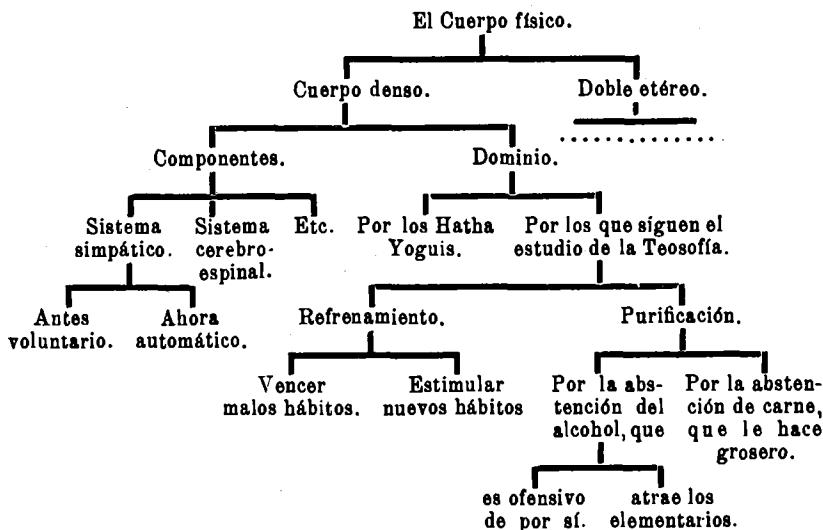 El Cuerpo físico.
Cuerpo denso.
Doble etéreo.
Componentes.
Dominio.
Sistema
simpático.
Sistema
cerebro-
espinal.
Etc.
Por los Hatha
Yoguis.
Por los que siguen el
estudio de la Teosofía.
Antes
voluntario.
Ahora
automático.
Refrenamiento.
Purificación.
Vencer
malos hábitos.
Estimular
nuevos hábitos
Por la abs-
tención del
alcohol, que
Por la absten-
ción de carne,
que le hace
grosero.
es ofensivo
de por sí.
atrae los
elementarios.